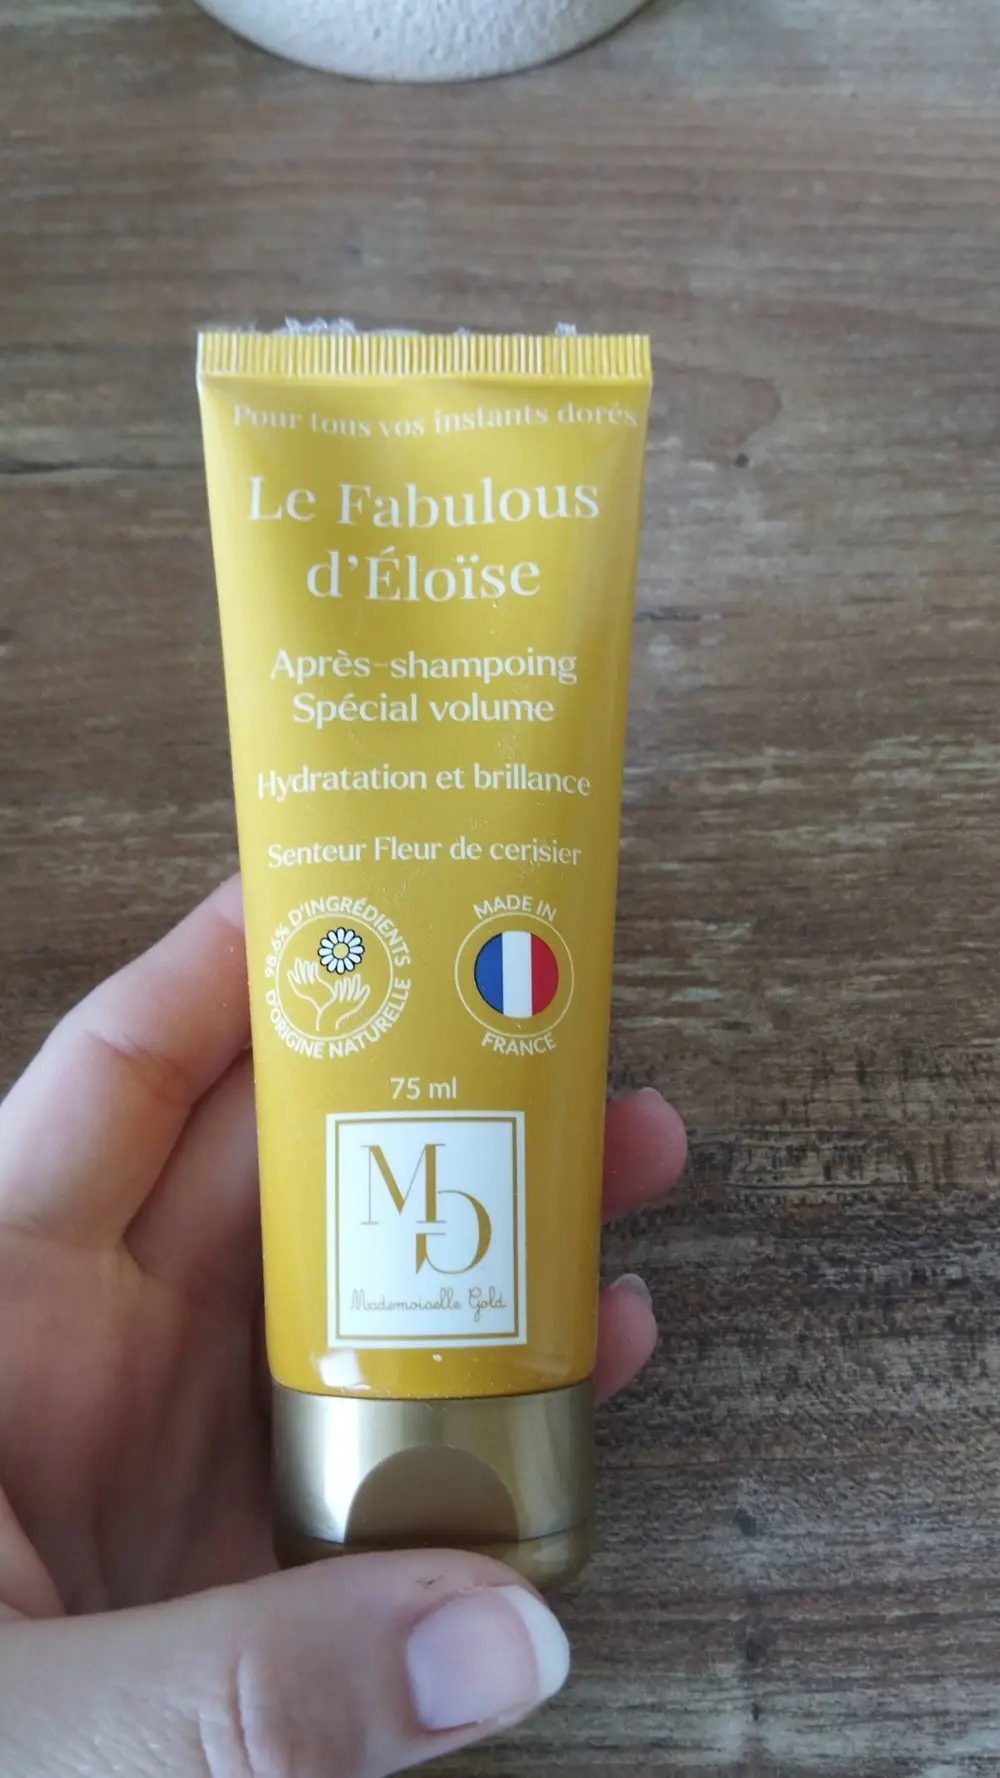 Pour tous vos instants dorés
Le Fabulous
d'Éloïse
Après-shampoing
Spécial volume
Hydratation et brillance
Senteur Fleur de cerisier
98.6% D'INGRÉDIENTS
D'ORIGINE NATURELLE
MADE IN
FRANCE
75 ml
MG
Mademoiselle Gold